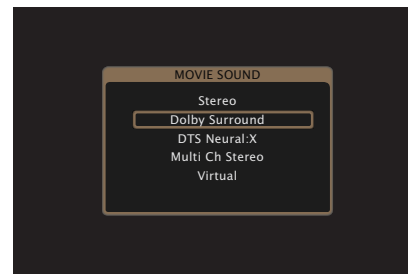 MOVIE SOUND
Stereo
Dolby Surround
DTS Neural:X
Multi Ch Stereo
Virtual